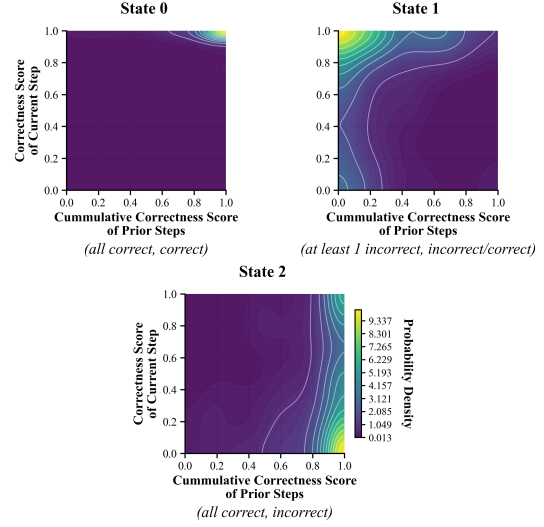 State 0
1.0
0.8
0.6
0.4
0.2
0.0
Correctness Score
of Current Step
0.0 0.2 0.4 0.6 0.8 1.0
Cummulative Correctness Score
of Prior Steps
(all correct, correct)
State 1
1.0
0.8
0.6
0.4
0.2
0.0
0.0 0.2 0.4 0.6 0.8 1.0
Cummulative Correctness Score
of Prior Steps
(at least 1 incorrect, incorrect/correct)
State 2
1.0
0.8
0.6
0.4
0.2
0.0
Correctness Score
of Current Step
0.0 0.2 0.4 0.6 0.8 1.0
Cummulative Correctness Score
of Prior Steps
(all correct, incorrect)
9.337
8.301
7.265
6.229
5.193
4.157
3.121
2.085
1.049
0.013
Probability Density